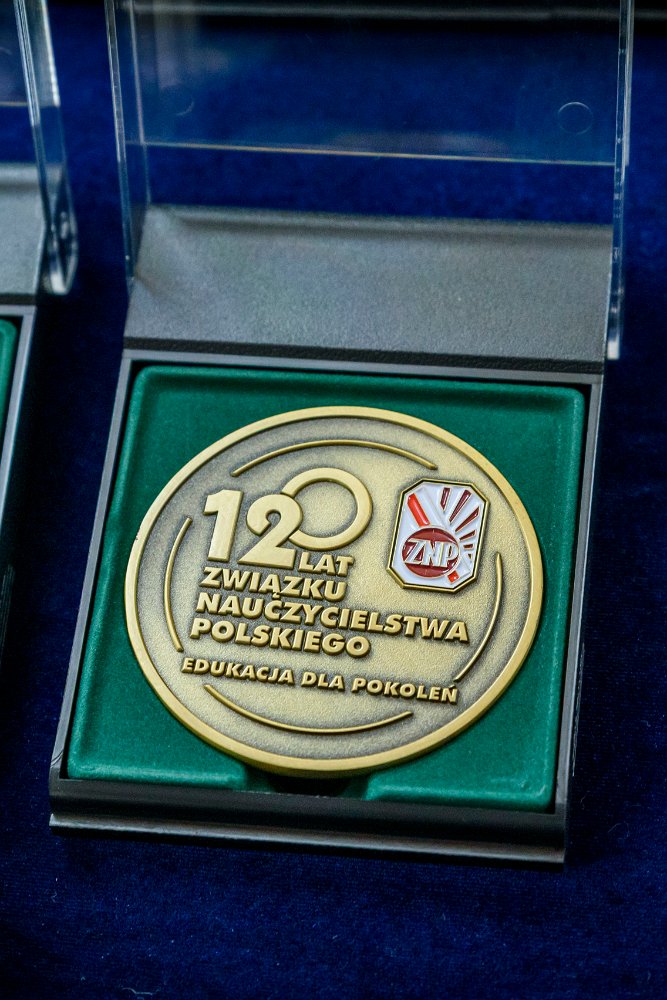 120 LAT
ZWIĄZKU
NAUCZYCIELSTWA
POLSKIEGO
EDUKACJA DLA POKOLEŃ
ZNP